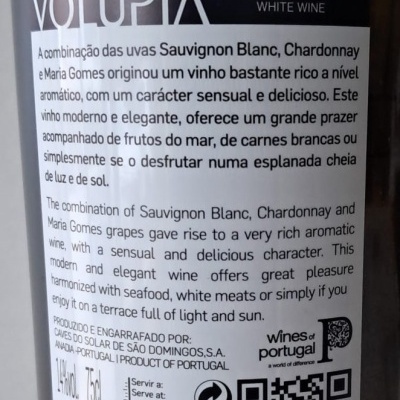 VOLUPTA
WHITE WINE
A combinação das uvas Sauvignon Blanc, Chardonnay
e Maria Gomes originou um vinho bastante rico a nível
aromático, com um carácter sensual e delicioso. Este
vinho moderno e elegante, oferece um grande prazer
acompanhado de frutos do mar, de carnes brancas ou
simplesmente se o desfrutar numa esplanada cheia
de luz e de sol.
The combination of Sauvignon Blanc, Chardonnay and
Maria Gomes grapes gave rise to a very rich aromatic
wine, with a sensual and delicious character. This
modern and elegant wine offers great pleasure
harmonized with seafood, white meats or simply if you
enjoy it on a terrace full of light and sun.
PRODUZIDO E ENGARRAFADO POR:
CAVES DO SOLAR DE SÃO DOMINGOS,S.A.
ANADIA-PORTUGAL | PRODUCT OF PORTUGAL
wines of
portugal
a world of difference
14%vol.
75cl
Servir a:
Serve at: